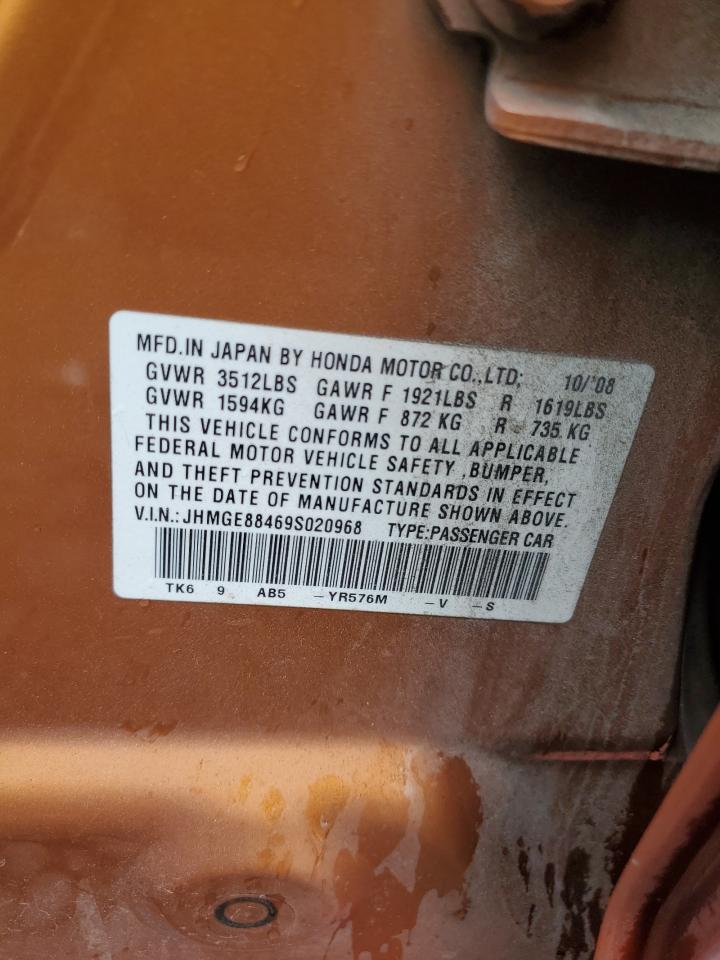 MFD.IN JAPAN BY HONDA MOTOR CO.,LTD; 10/'08
GVWR 3512LBS GAWR F 1921LBS R 1619LBS
GVWR 1594KG GAWR F 872 KG R 735 KG
THIS VEHICLE CONFORMS TO ALL APPLICABLE
FEDERAL MOTOR VEHICLE SAFETY ,BUMPER,
AND THEFT PREVENTION STANDARDS IN EFFECT
ON THE DATE OF MANUFACTURE SHOWN ABOVE.
V.I.N.: JHMGE88469S020968 TYPE:PASSENGER CAR
TK6 9 AB5 –YR576M –V –S